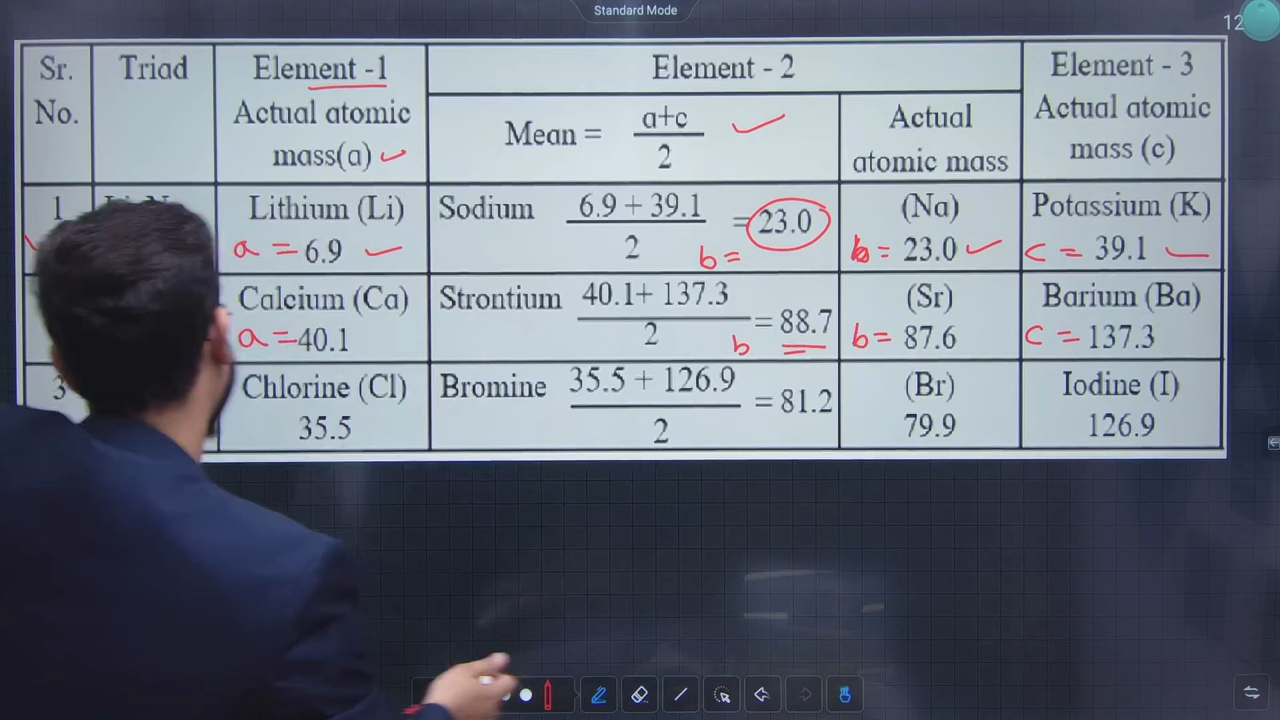 Standard Mode
12
Sr. No.
Triad
Element -1
Actual atomic
mass(a)
Element - 2
Mean = a+c / 2
Actual
atomic mass
Element - 3
Actual atomic
mass (c)
1
Lithium (Li)
a = 6.9
Sodium 6.9 + 39.1 / 2 = 23.0
b =
(Na)
b = 23.0
Potassium (K)
c = 39.1
Calcium (Ca)
a = 40.1
Strontium 40.1+ 137.3 / 2 = 88.7
b
(Sr)
b = 87.6
Barium (Ba)
c = 137.3
3
Chlorine (Cl)
35.5
Bromine 35.5 + 126.9 / 2 = 81.2
(Br)
79.9
Iodine (I)
126.9